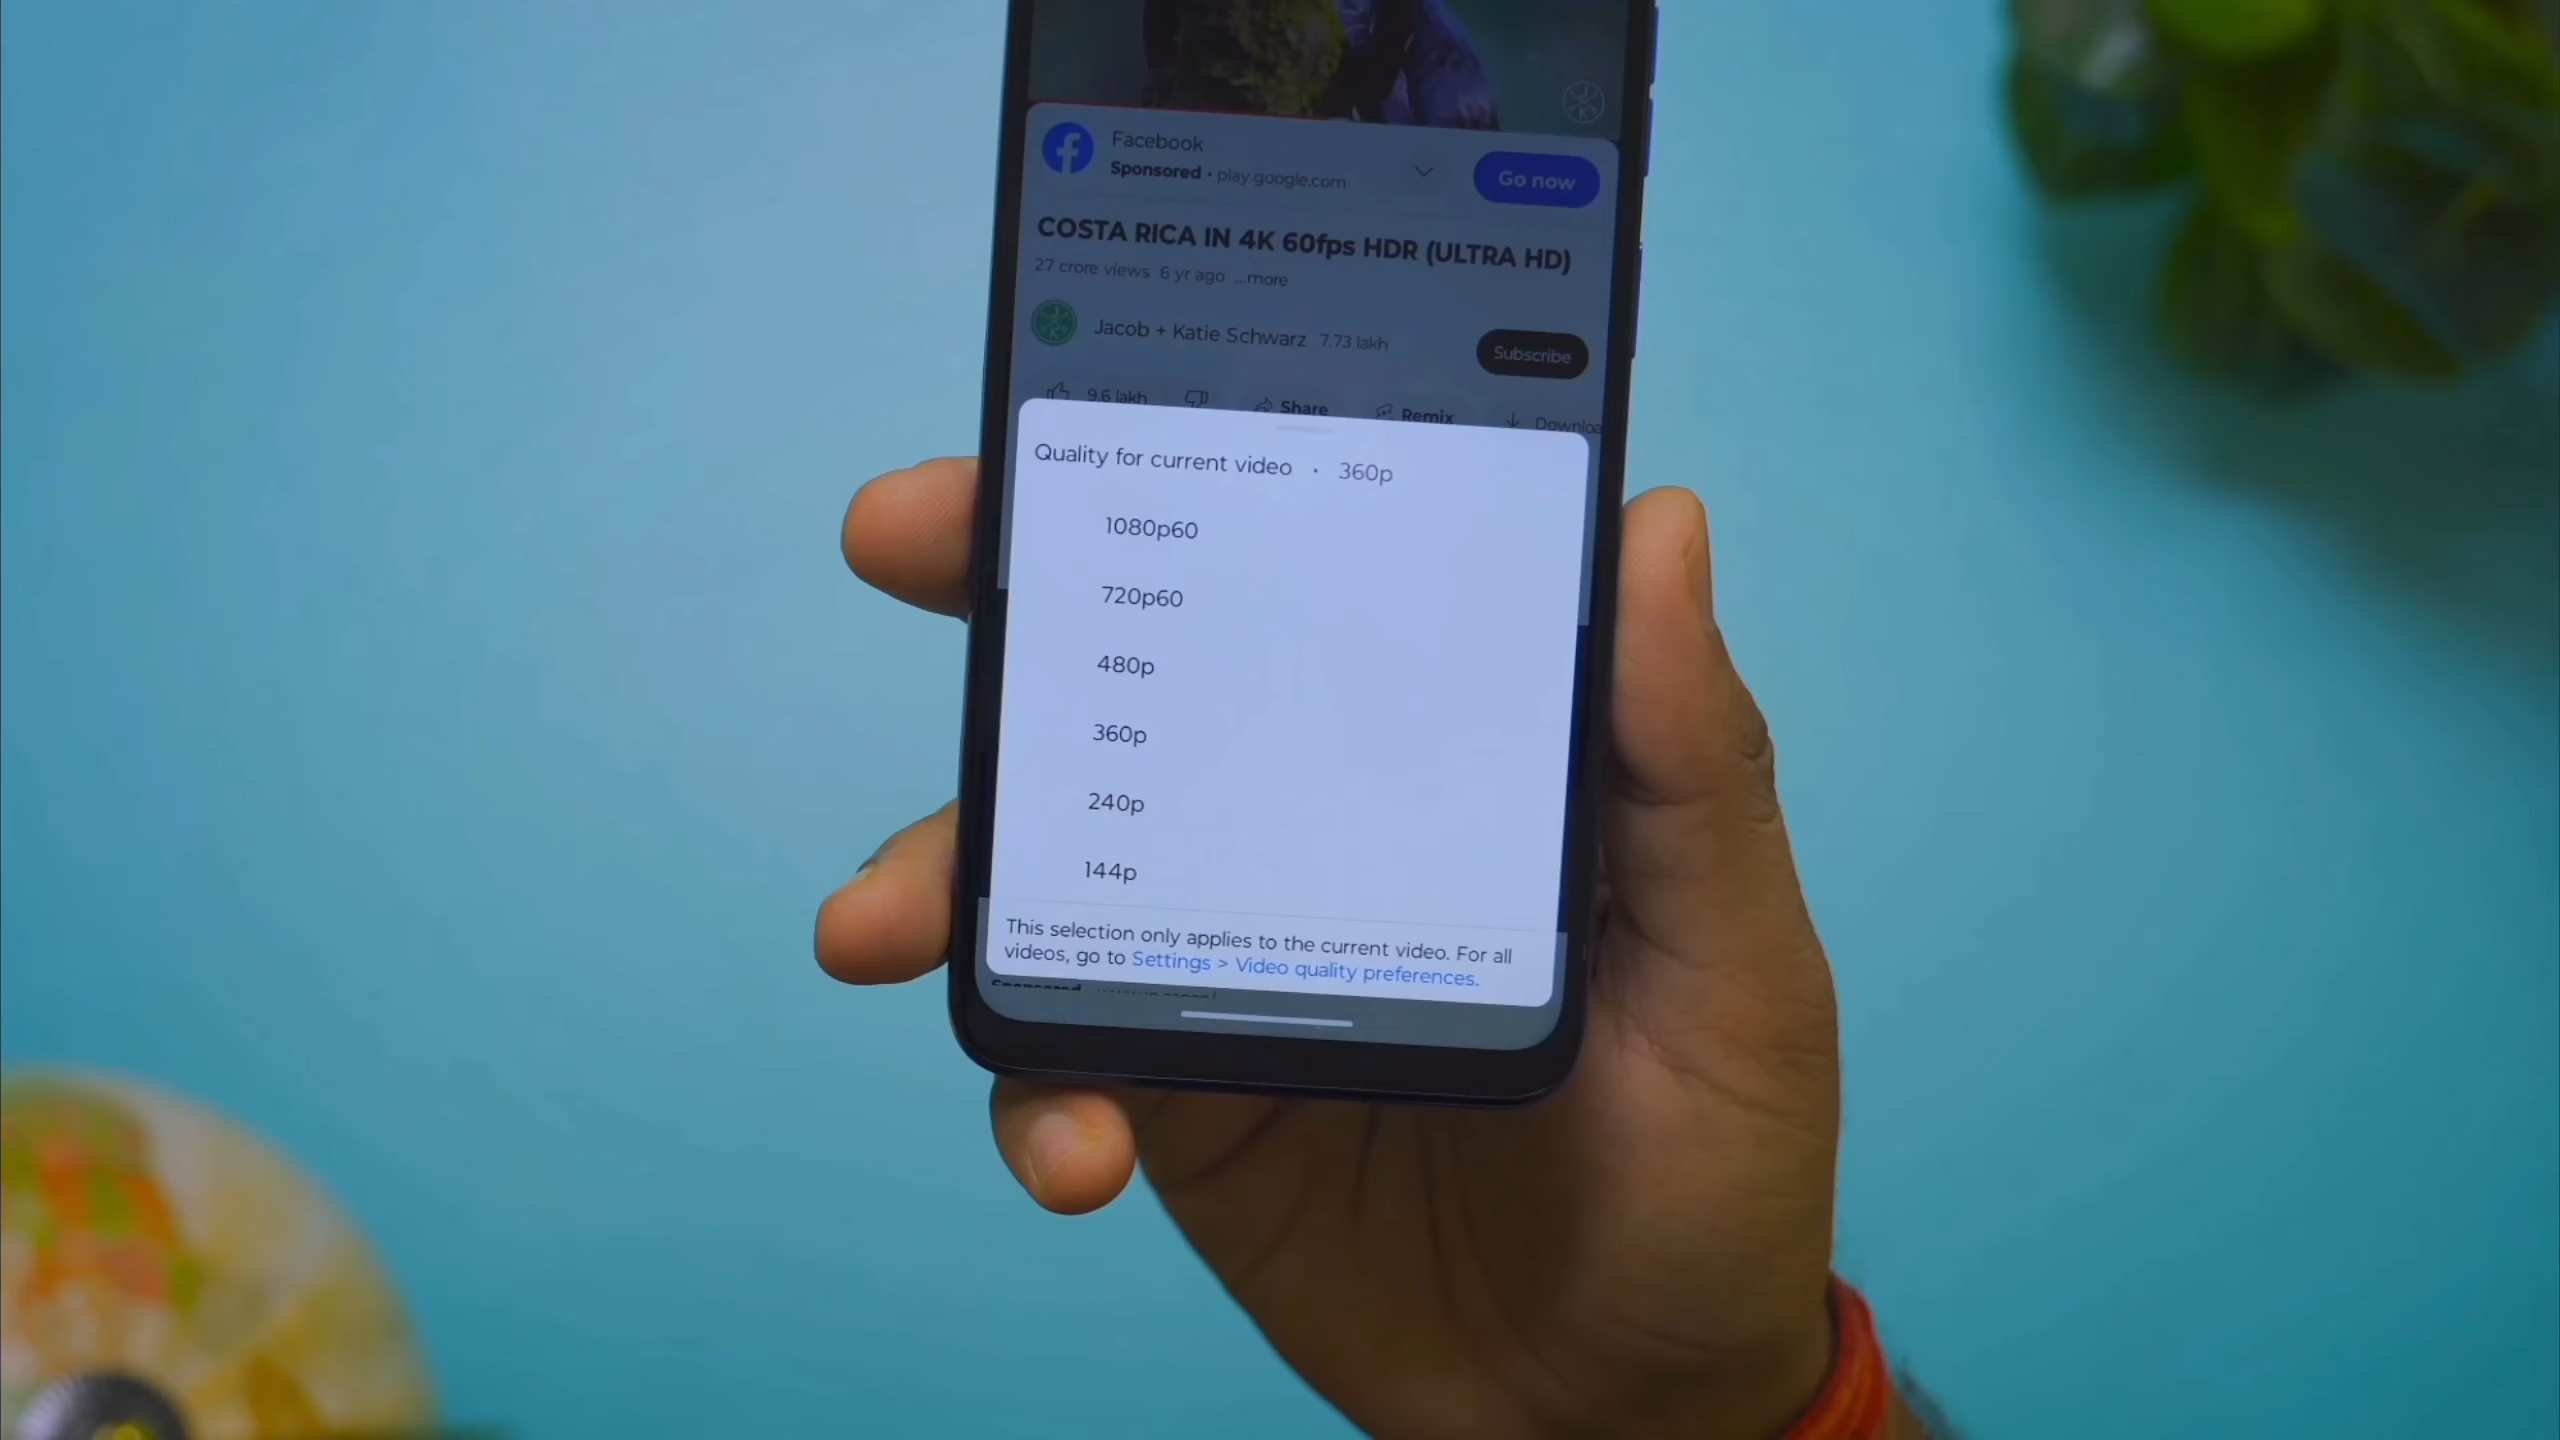 Facebook
Sponsored • play.google.com
Go now
COSTA RICA IN 4K 60fps HDR (ULTRA HD)
27 crore views 6 yr ago ...more
Jacob + Katie Schwarz 7.73 lakh
Subscribe
9.6 lakh Share Remix Downloa
Quality for current video • 360p
1080p60
720p60
480p
360p
240p
144p
This selection only applies to the current video. For all
videos, go to Settings > Video quality preferences.
Sponsored